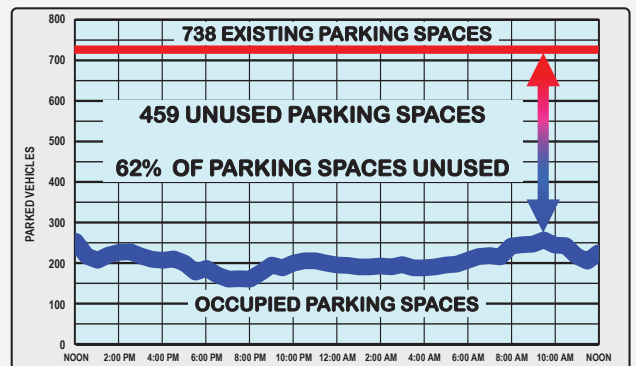 800
738 EXISTING PARKING SPACES
700
600
459 UNUSED PARKING SPACES
500
62% OF PARKING SPACES UNUSED
400
300
200
100
OCCUPIED PARKING SPACES
0
PARKED VEHICLES
NOON 2:00 PM 4:00 PM 6:00 PM 8:00 PM 10:00 PM 12:00 AM 2:00 AM 4:00 AM 6:00 AM 8:00 AM 10:00 AM NOON